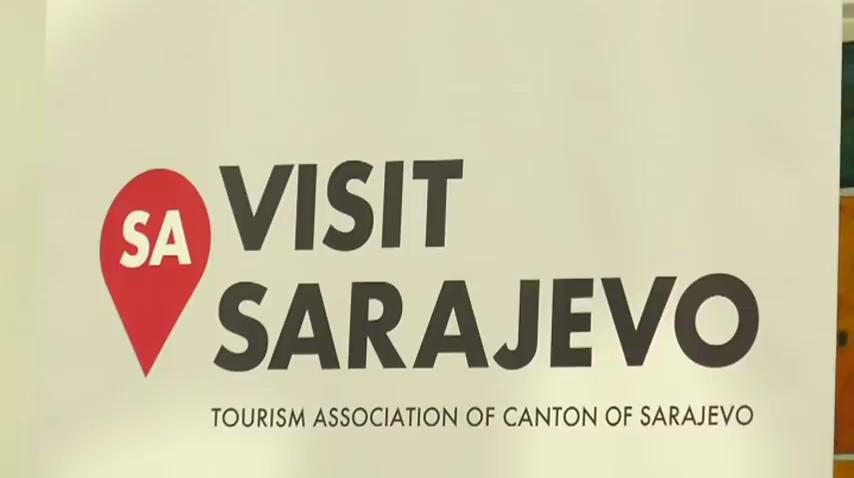 SA
VISIT
SARAJEVO
TOURISM ASSOCIATION OF CANTON OF SARAJEVO